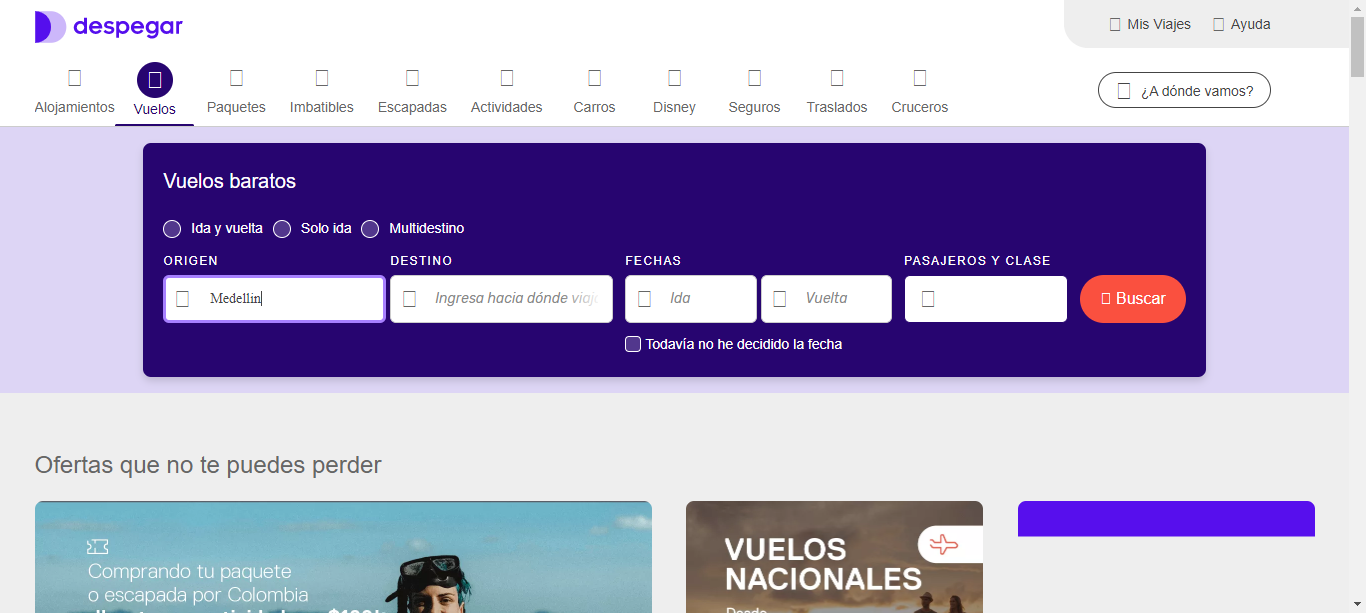 despegar
Mis Viajes Ayuda
Alojamientos Vuelos Paquetes Imbatibles Escapadas Actividades Carros Disney Seguros Traslados Cruceros
¿A dónde vamos?
Vuelos baratos
Ida y vuelta Solo ida Multidestino
ORIGEN DESTINO FECHAS PASAJEROS Y CLASE
Medellin Ingresa hacia dónde viaj Ida Vuelta Buscar
Todavía no he decidido la fecha
Ofertas que no te puedes perder
Comprando tu paquete
o escapada por Colombia
VUELOS
NACIONALES
Desde